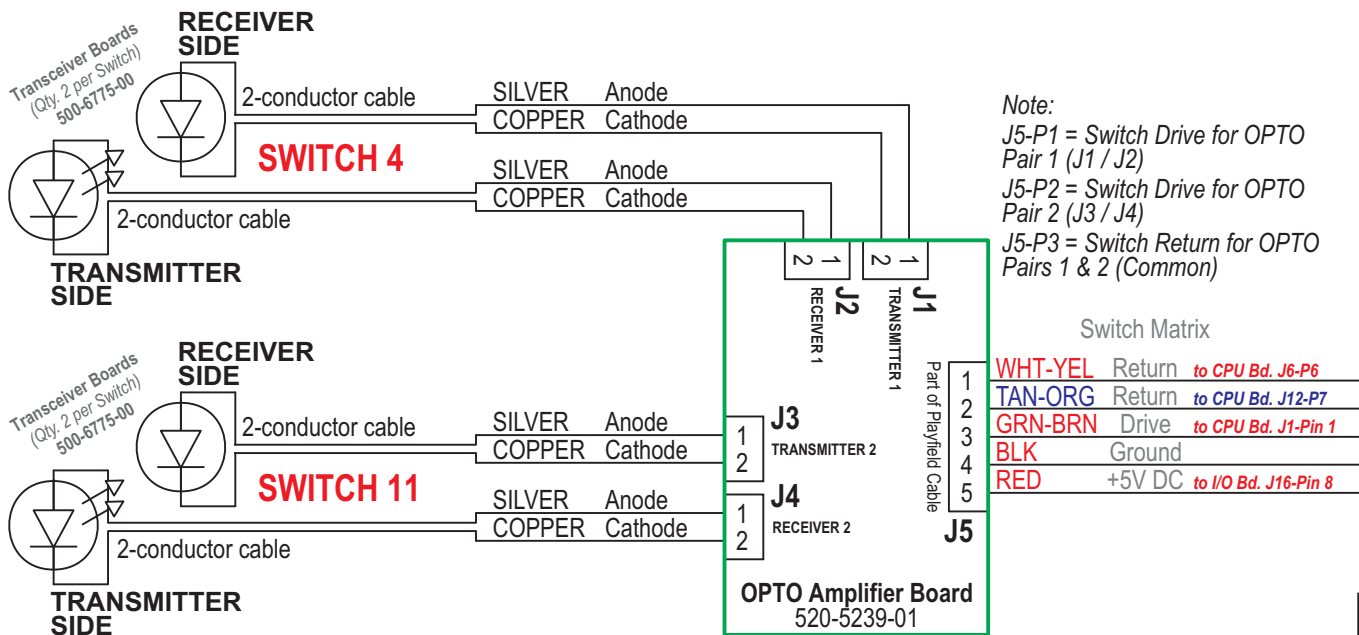 Transceiver Boards
(Qty. 2 per Switch)
500-6775-00
RECEIVER
SIDE
2-conductor cable
SILVER Anode
COPPER Cathode
SWITCH 4
SILVER Anode
COPPER Cathode
2-conductor cable
TRANSMITTER
SIDE
Note:
J5-P1 = Switch Drive for OPTO
Pair 1 (J1 / J2)
J5-P2 = Switch Drive for OPTO
Pair 2 (J3 / J4)
J5-P3 = Switch Return for OPTO
Pairs 1 & 2 (Common)
2 1
J2
RECEIVER 1
2 1
J1
TRANSMITTER 1
Transceiver Boards
(Qty. 2 per Switch)
500-6775-00
RECEIVER
SIDE
2-conductor cable
SILVER Anode
COPPER Cathode
SWITCH 11
SILVER Anode
COPPER Cathode
2-conductor cable
TRANSMITTER
SIDE
1
2
J3
TRANSMITTER 2
1
2
J4
RECEIVER 2
Part of Playfield Cable
Switch Matrix
1 WHT-YEL Return to CPU Bd. J6-P6
2 TAN-ORG Return to CPU Bd. J12-P7
3 GRN-BRN Drive to CPU Bd. J1-Pin 1
4 BLK Ground
5 RED +5V DC to I/O Bd. J16-Pin 8
J5
OPTO Amplifier Board
520-5239-01